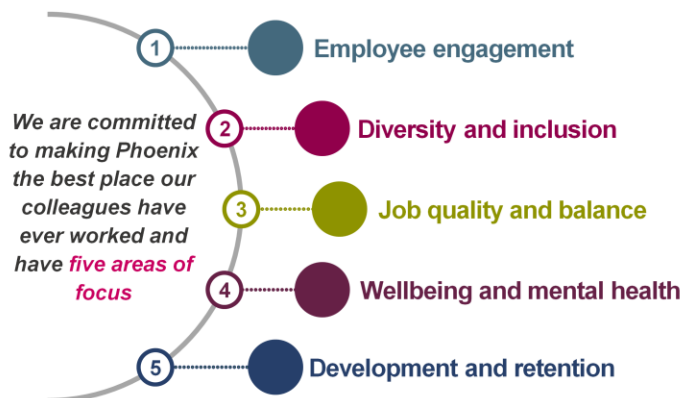 We are committed
to making Phoenix
the best place our
colleagues have
ever worked and
have five areas of
focus
1
Employee engagement
2
Diversity and inclusion
3
Job quality and balance
4
Wellbeing and mental health
5
Development and retention